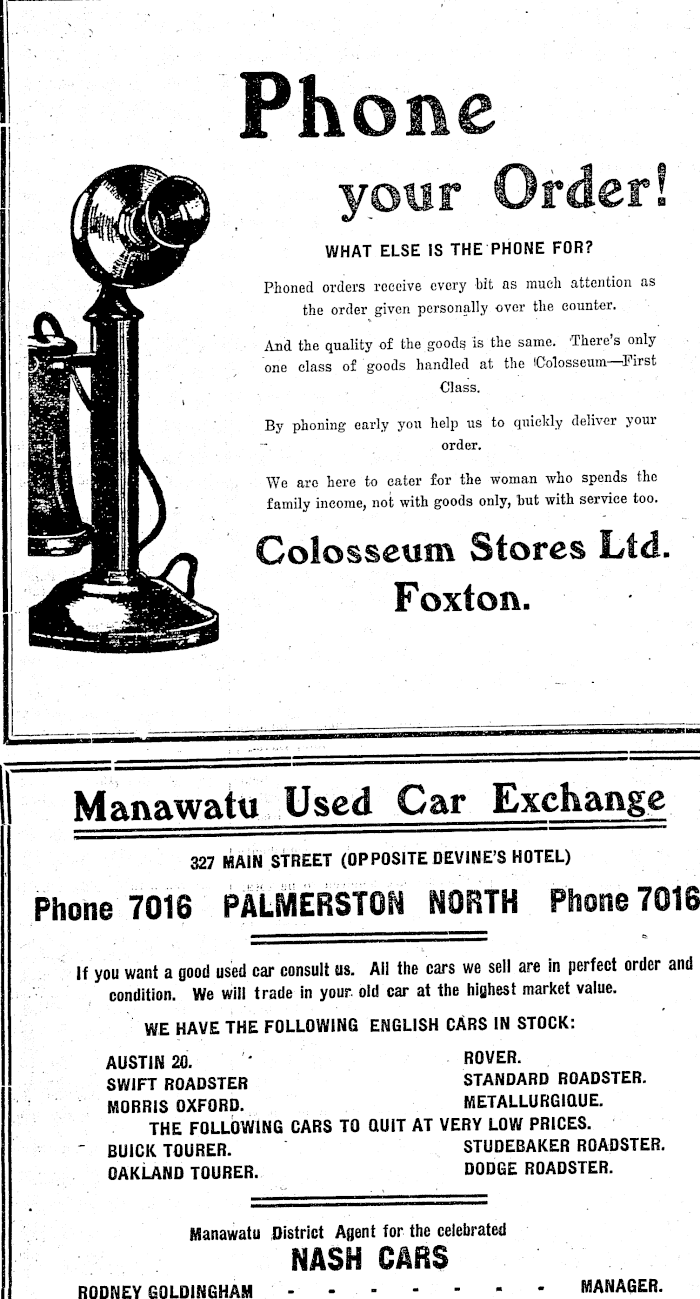 Phone
your Order!
WHAT ELSE IS THE PHONE FOR?
Phoned orders receive every bit as much attention as
the order given personally over the counter.
And the quality of the goods is the same. There's only
one class of goods handled at the Colosseum—First
Class.
By phoning early you help us to quickly deliver your
order.
We are here to cater for the woman who spends the
family income, not with goods only, but with service too.
Colosseum Stores Ltd.
Foxton.
Manawatu Used Car Exchange
327 MAIN STREET (OPPOSITE DEVINE'S HOTEL)
Phone 7016 PALMERSTON NORTH Phone 7016
If you want a good used car consult us. All the cars we sell are in perfect order and
condition. We will trade in your old car at the highest market value.
WE HAVE THE FOLLOWING ENGLISH CARS IN STOCK:
AUSTIN 20. ROVER.
SWIFT ROADSTER STANDARD ROADSTER.
MORRIS OXFORD. METALLURGIQUE.
THE FOLLOWING CARS TO QUIT AT VERY LOW PRICES.
BUICK TOURER. STUDEBAKER ROADSTER.
OAKLAND TOURER. DODGE ROADSTER.
Manawatu District Agent for the celebrated
NASH CARS
RODNEY GOLDINGHAM - - - - - - - MANAGER.